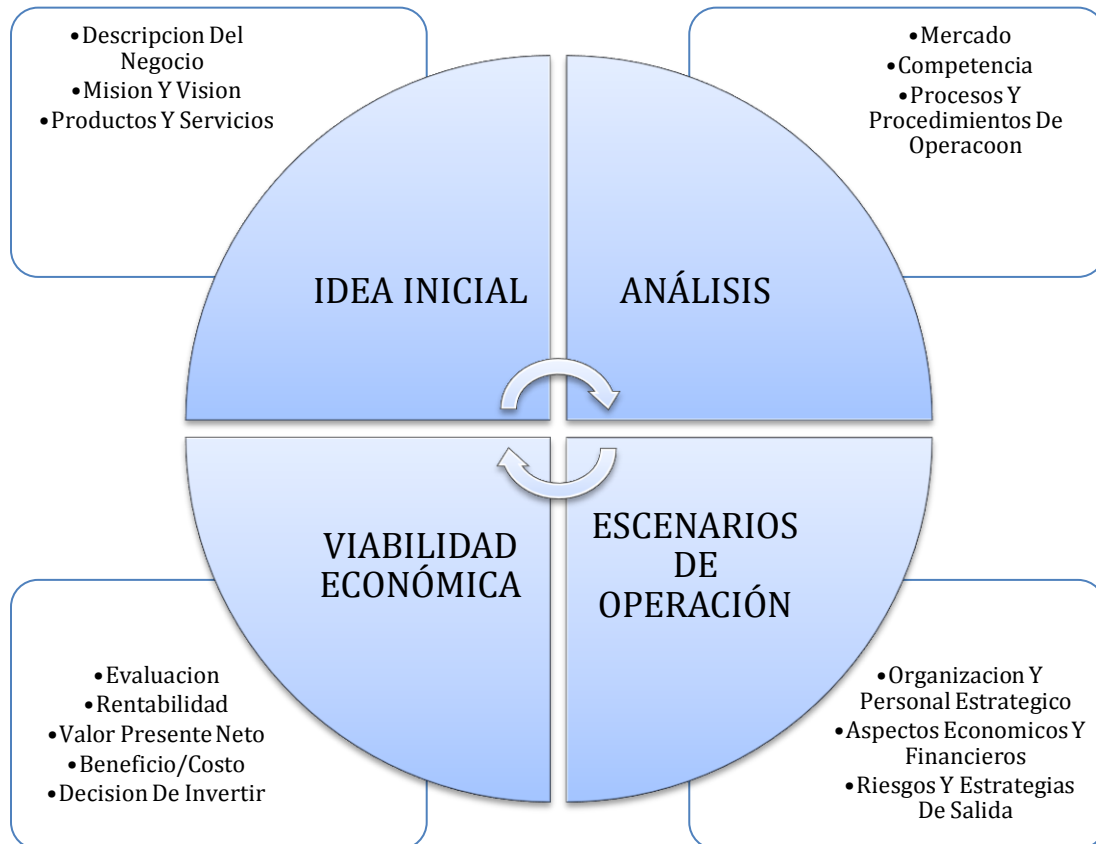 •Descripcion Del
Negocio
•Mision Y Vision
•Productos Y Servicios
•Mercado
•Competencia
•Procesos Y
Procedimientos De
Operacoon
IDEA INICIAL
ANÁLISIS
VIABILIDAD
ECONÓMICA
ESCENARIOS
DE
OPERACIÓN
•Evaluacion
•Rentabilidad
•Valor Presente Neto
•Beneficio/Costo
•Decision De Invertir
•Organizacion Y
Personal Estrategico
•Aspectos Economicos Y
Financieros
•Riesgos Y Estrategias
De Salida